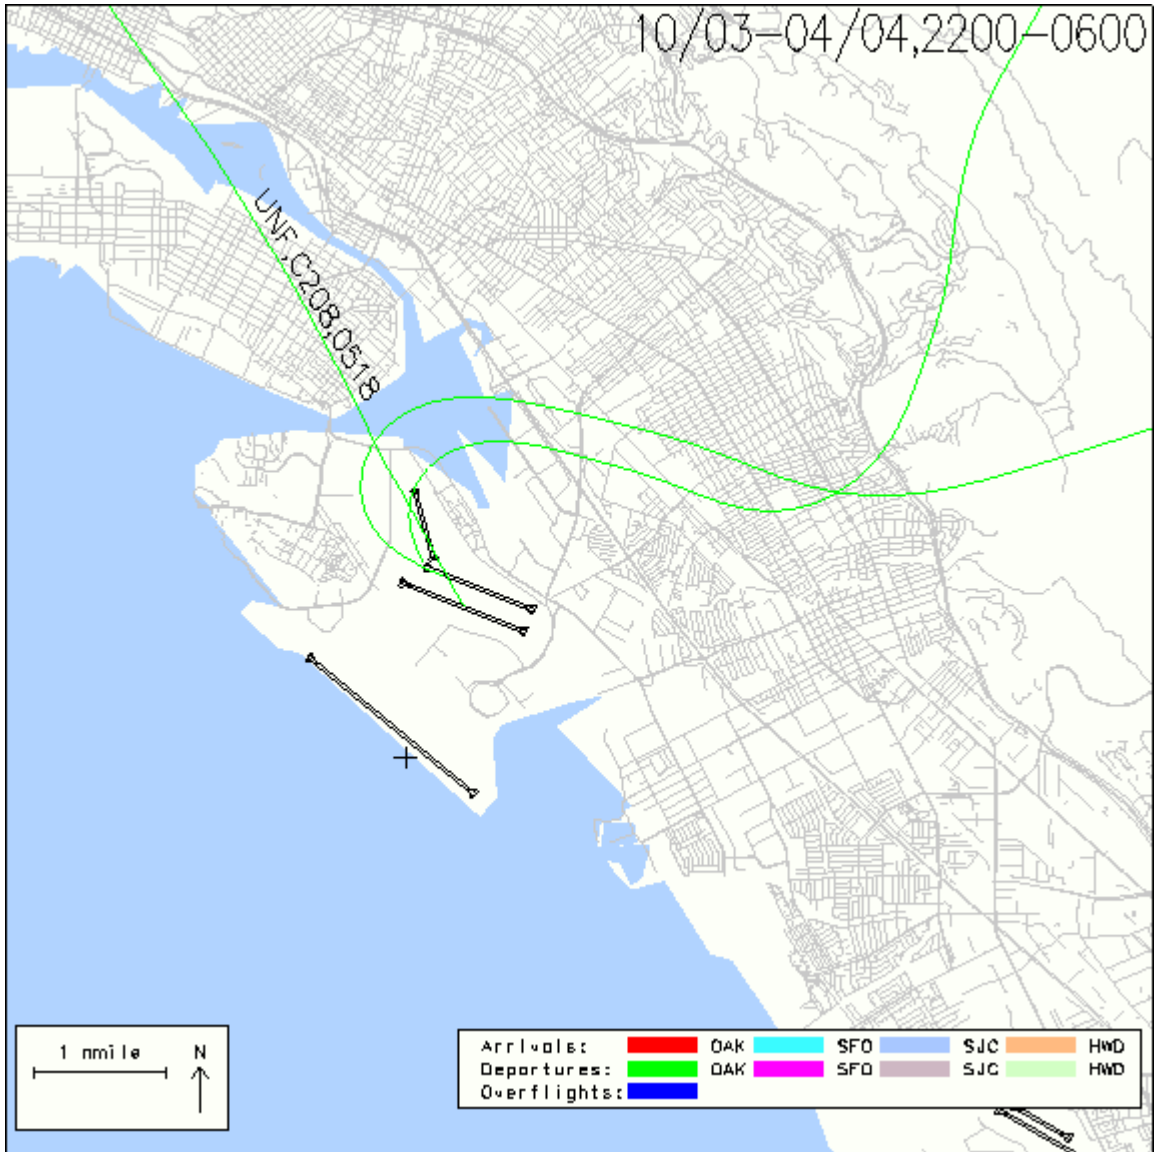 10/03-04/04,2200-0600
UNF,C208,0518
1 nmile N
Arrivals: OAK SFO SJC HWD
Departures: OAK SFO SJC HWD
Overflights: